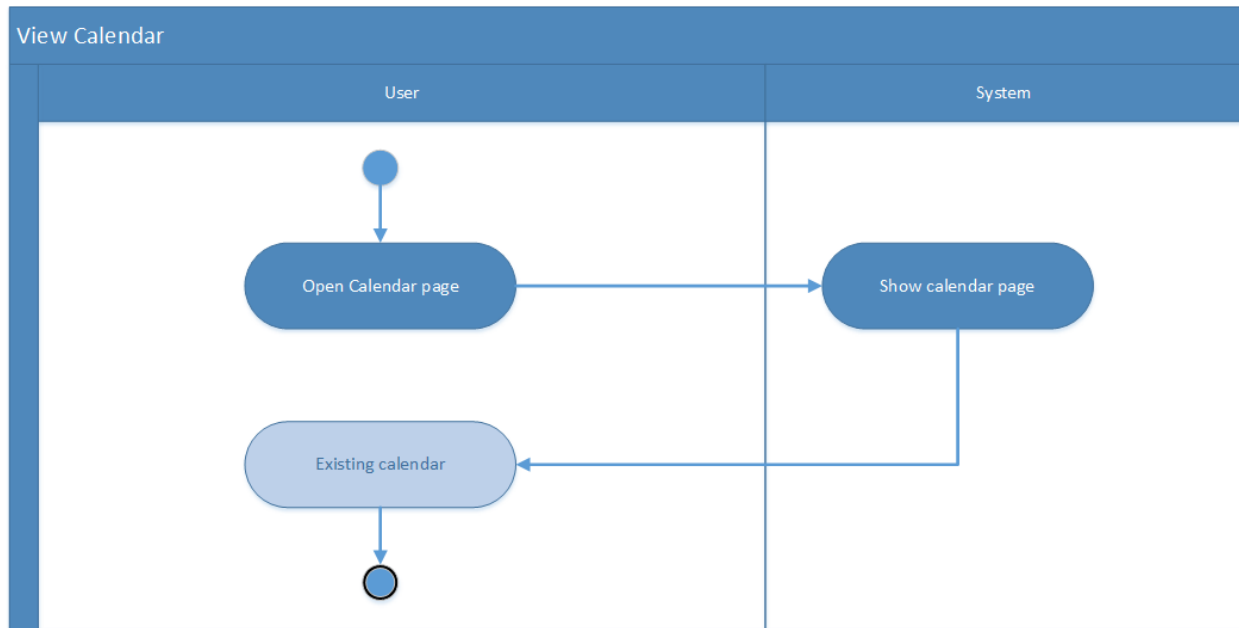 View Calendar
User
System
Open Calendar page
Show calendar page
Existing calendar